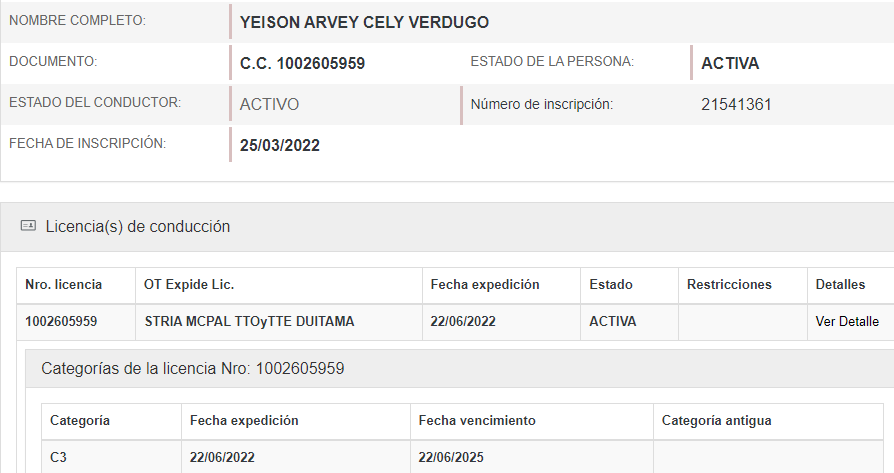 NOMBRE COMPLETO: YEISON ARVEY CELY VERDUGO
DOCUMENTO: C.C. 1002605959 ESTADO DE LA PERSONA: ACTIVA
ESTADO DEL CONDUCTOR: ACTIVO Número de inscripción: 21541361
FECHA DE INSCRIPCIÓN: 25/03/2022
Licencia(s) de conducción
Nro. licencia OT Expide Lic. Fecha expedición Estado Restricciones Detalles
1002605959 STRIA MCPAL TTOyTTE DUITAMA 22/06/2022 ACTIVA Ver Detalle
Categorías de la licencia Nro: 1002605959
Categoría Fecha expedición Fecha vencimiento Categoría antigua
C3 22/06/2022 22/06/2025